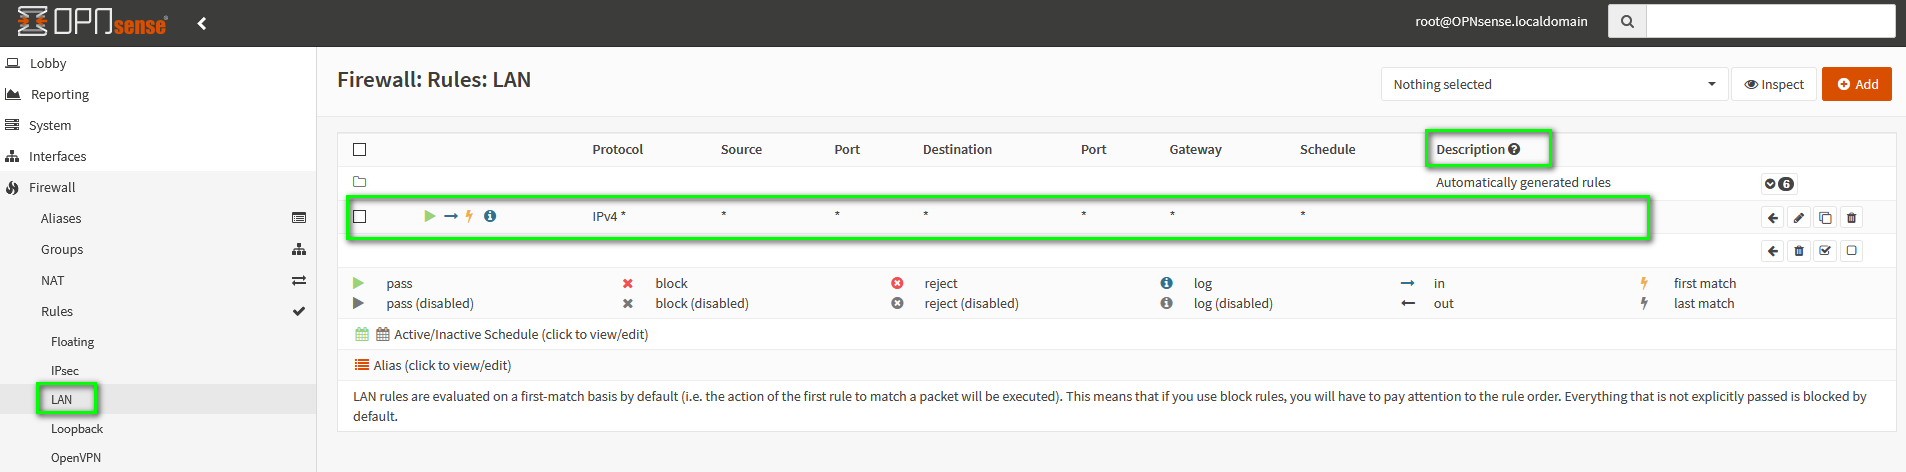 OPNsense
root@OPNsense.localdomain
Lobby
Reporting
System
Interfaces
Firewall
Aliases
Groups
NAT
Rules
Floating
IPsec
LAN
Loopback
OpenVPN
Firewall: Rules: LAN
Nothing selected
Inspect
Add
Protocol Source Port Destination Port Gateway Schedule Description
Automatically generated rules 6
IPv4 * * * * * * *
pass block reject log in first match
pass (disabled) block (disabled) reject (disabled) log (disabled) out last match
Active/Inactive Schedule (click to view/edit)
Alias (click to view/edit)
LAN rules are evaluated on a first-match basis by default (i.e. the action of the first rule to match a packet will be executed). This means that if you use block rules, you will have to pay attention to the rule order. Everything that is not explicitly passed is blocked by
default.